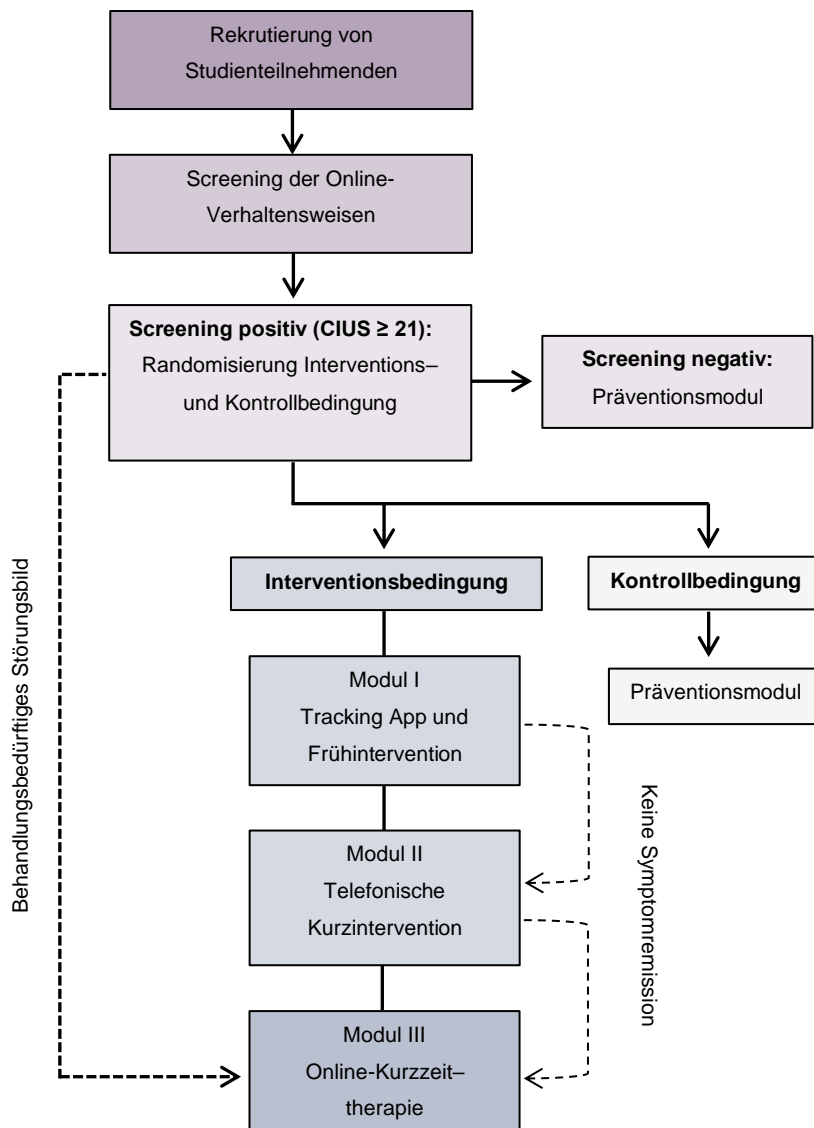 Rekrutierung von
Studienteilnehmenden
Screening der Online-
Verhaltensweisen
Screening positiv (CIUS ≥ 21):
Randomisierung Interventions–
und Kontrollbedingung
Screening negativ:
Präventionsmodul
Behandlungsbedürftiges Störungsbild
Interventionsbedingung
Kontrollbedingung
Modul I
Tracking App und
Frühintervention
Präventionsmodul
Keine Symptomremission
Modul II
Telefonische
Kurzintervention
Modul III
Online-Kurzzeit–
therapie